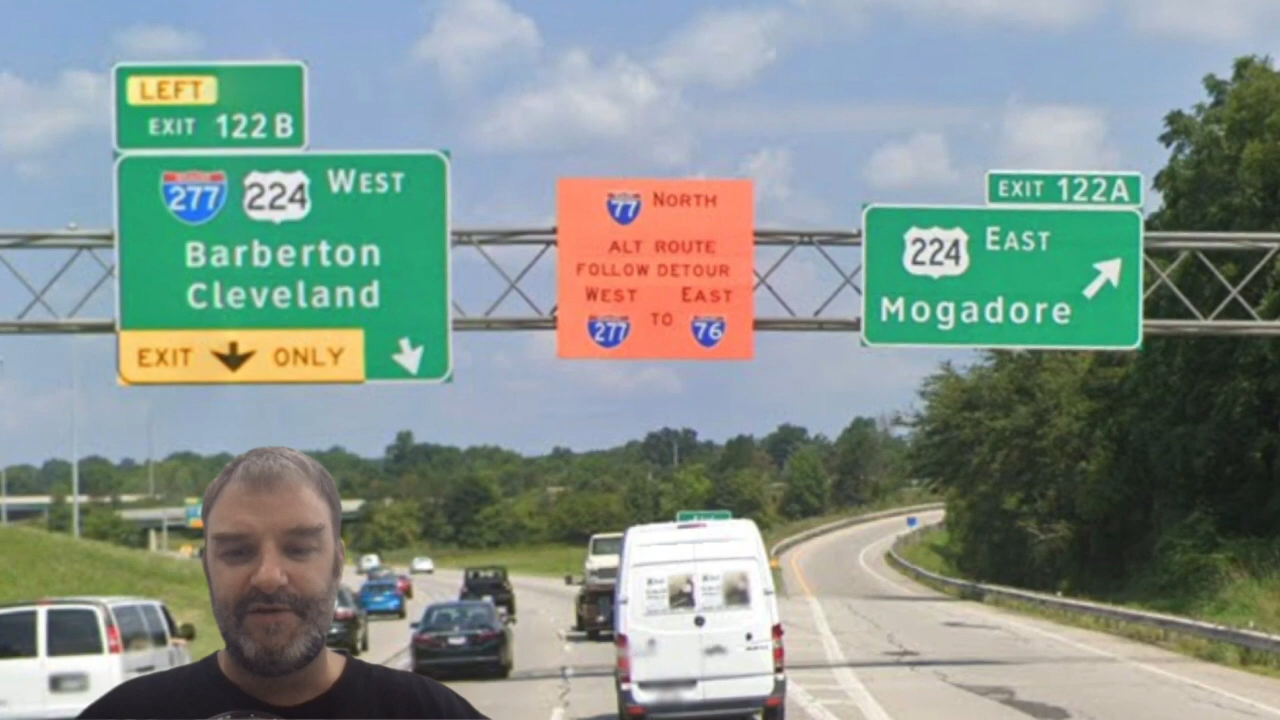 LEFT
EXIT 122 B
INTERSTATE 277 224 WEST
Barberton
Cleveland
EXIT ONLY
77 NORTH
ALT ROUTE
FOLLOW DETOUR
WEST EAST
277 TO 76
EXIT 122A
224 EAST
Mogadore